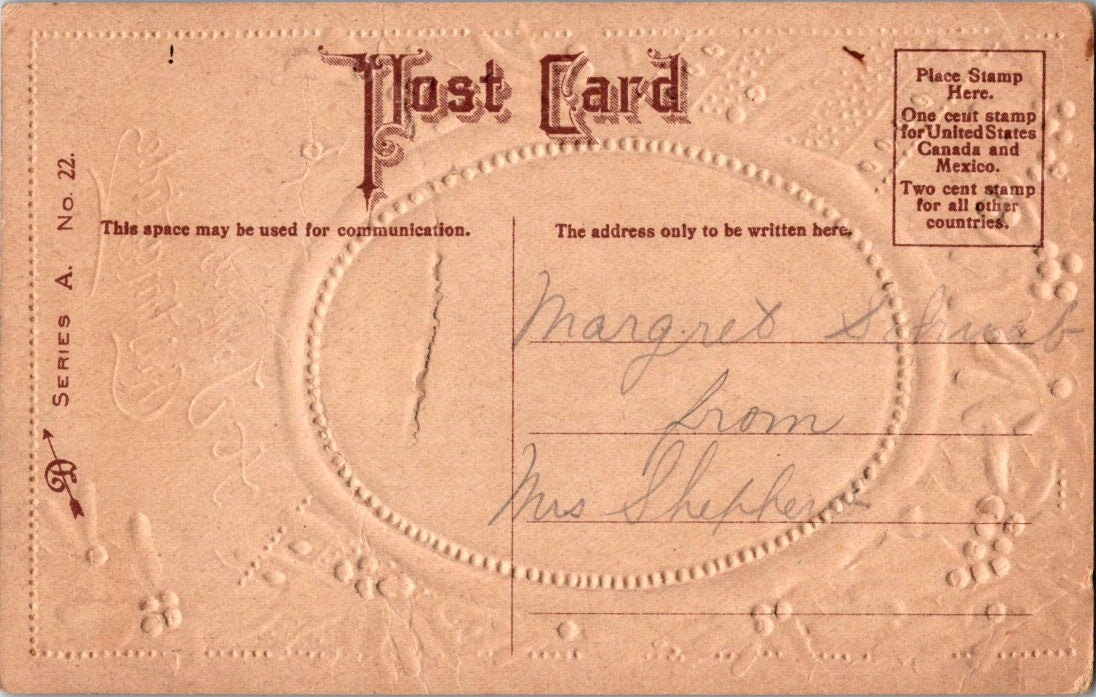 Post Card
Place Stamp
Here.
One cent stamp
for United States
Canada and
Mexico.
Two cent stamp
for all other
countries.
This space may be used for communication.
The address only to be written here.
SERIES A. No. 22.
Margret Schwab
from
Mrs Shepherd